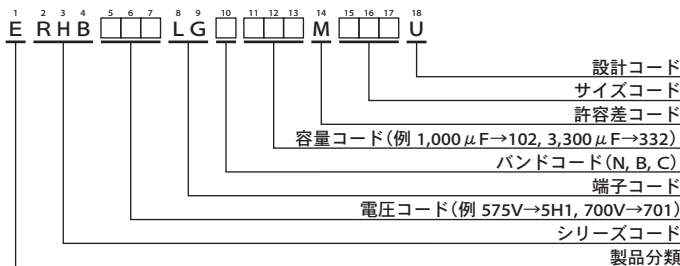 1 2 3 4 5 6 7 8 9 10 11 12 13 14 15 16 17 18
E R H B □□□ L G □ □□□ M □□□ U
設計コード
サイズコード
許容差コード
容量コード(例 1,000μF→102, 3,300μF→332)
バンドコード(N, B, C)
端子コード
電圧コード(例 575V→5H1, 700V→701)
シリーズコード
製品分類